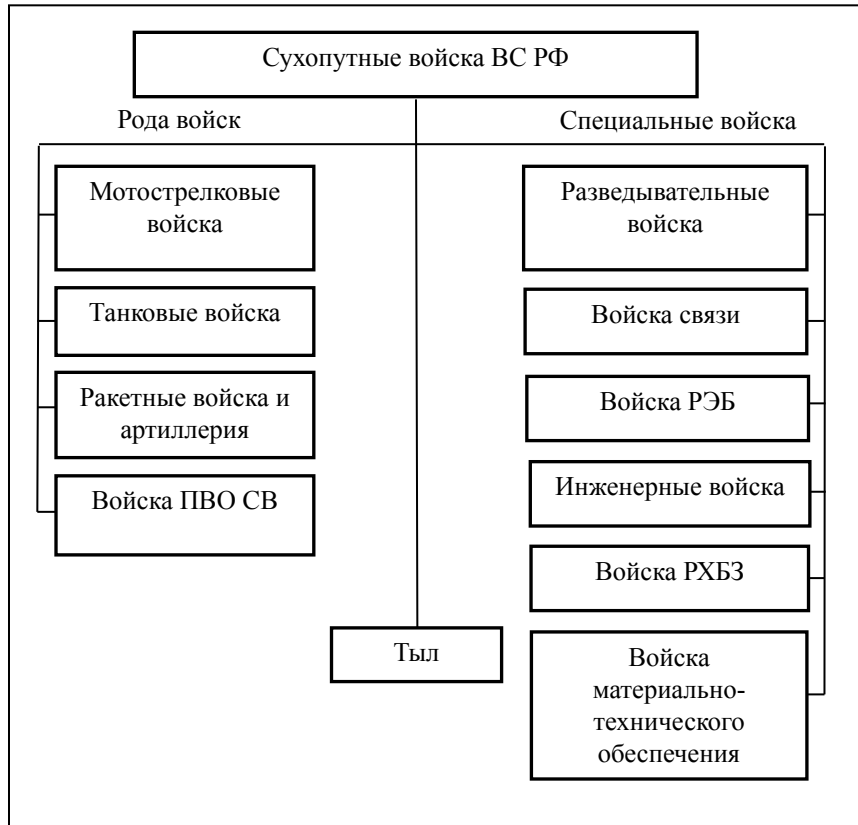 Сухопутные войска ВС РФ
Рода войск
Специальные войска
Мотострелковые
войска
Танковые войска
Ракетные войска и
артиллерия
Войска ПВО СВ
Тыл
Разведывательные
войска
Войска связи
Войска РЭБ
Инженерные войска
Войска РХБЗ
Войска
материально-
технического
обеспечения